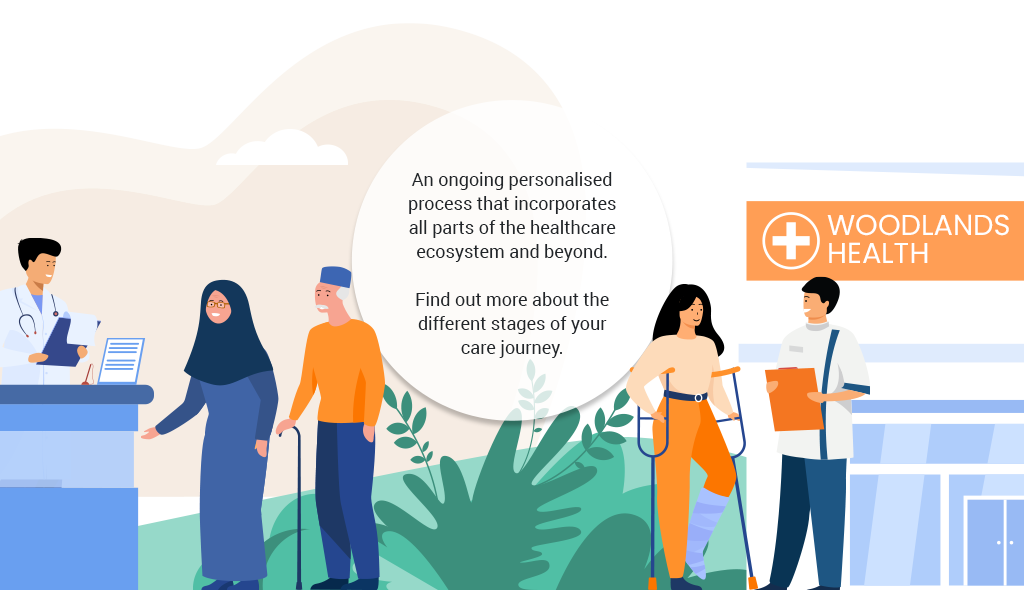 An ongoing personalised
process that incorporates
all parts of the healthcare
ecosystem and beyond.
Find out more about the
different stages of your
care journey.
WOODLANDS
HEALTH